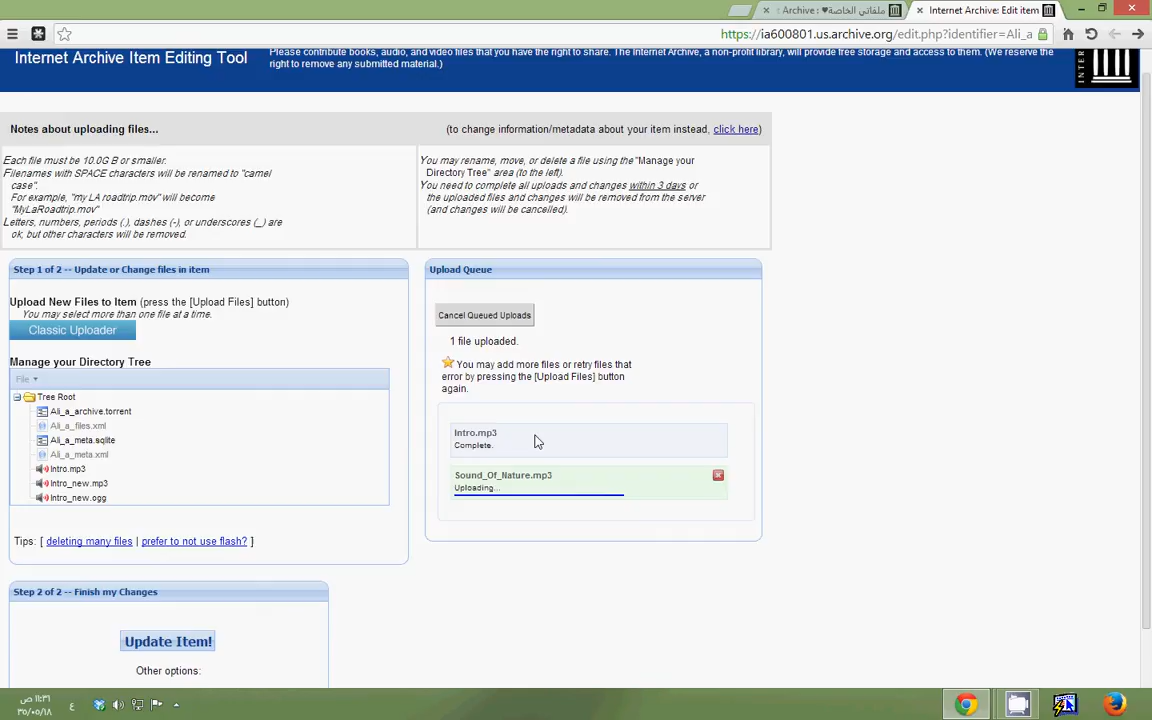 ملفاتي الخاصة♥ : Archive
Internet Archive: Edit item
https://ia600801.us.archive.org/edit.php?identifier=Ali_a
Internet Archive Item Editing Tool
Please contribute books, audio, and video files that you have the right to share. The Internet Archive, a non-profit library, will provide free storage and access to them. (We reserve the
right to remove any submitted material.)
INTER
Notes about uploading files...
(to change information/metadata about your item instead, click here)
Each file must be 10.0G B or smaller.
Filenames with SPACE characters will be renamed to "camel
case".
For example, "my LA roadtrip.mov" will become
"MyLaRoadtrip.mov"
Letters, numbers, periods (.), dashes (-), or underscores (_) are
ok, but other characters will be removed.
You may rename, move, or delete a file using the "Manage your
Directory Tree" area (to the left).
You need to complete all uploads and changes within 3 days or
the uploaded files and changes will be removed from the server
(and changes will be cancelled).
Step 1 of 2 -- Update or Change files in item
Upload New Files to Item (press the [Upload Files] button)
You may select more than one file at a time.
Classic Uploader
Manage your Directory Tree
File
Tree Root
Ali_a_archive.torrent
Ali_a_files.xml
Ali_a_meta.sqlite
Ali_a_meta.xml
Intro.mp3
Intro_new.mp3
Intro_new.ogg
Tips: [ deleting many files | prefer to not use flash? ]
Upload Queue
Cancel Queued Uploads
1 file uploaded.
You may add more files or retry files that
error by pressing the [Upload Files] button
again.
Intro.mp3
Complete.
Sound_Of_Nature.mp3
Uploading...
Step 2 of 2 -- Finish my Changes
Update Item!
Other options:
١١:٣٦ ص
٣٥/٠٥/١٨
ع